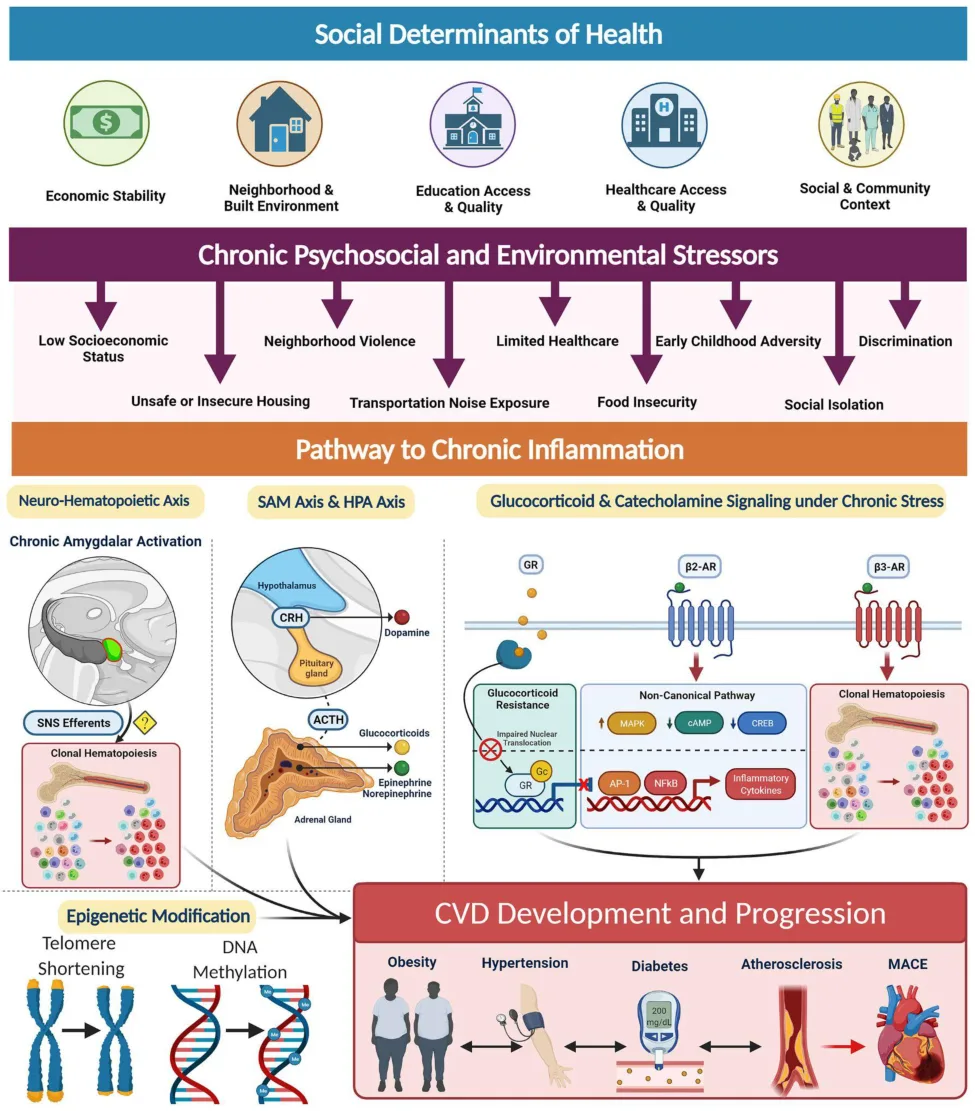 Social Determinants of Health
Economic Stability
Neighborhood &
Built Environment
Education Access
& Quality
H
Healthcare Access
& Quality
Social & Community
Context
$
Chronic Psychosocial and Environmental Stressors
Low Socioeconomic
Status
Neighborhood Violence
Limited Healthcare
Early Childhood Adversity
Discrimination
Unsafe or Insecure Housing
Transportation Noise Exposure
Food Insecurity
Social Isolation
Pathway to Chronic Inflammation
Neuro-Hematopoietic Axis
Chronic Amygdalar Activation
SNS Efferents
?
Clonal Hematopoiesis
SAM Axis & HPA Axis
Hypothalamus
CRH
Dopamine
Pituitary
gland
ACTH
Glucocorticoids
Epinephrine
Norepinephrine
Adrenal Gland
Glucocorticoid & Catecholamine Signaling under Chronic Stress
GR
β2-AR
β3-AR
Glucocorticoid
Resistance
Impaired Nuclear
Translocation
Gc
GR
Non-Canonical Pathway
MAPK
cAMP
CREB
AP-1
NFkB
Inflammatory
Cytokines
Clonal Hematopoiesis
Epigenetic Modification
Telomere
Shortening
DNA
Methylation
Me
Me
Me
Me
Me
CVD Development and Progression
Obesity
Hypertension
Diabetes
200
mg/dL
Atherosclerosis
MACE